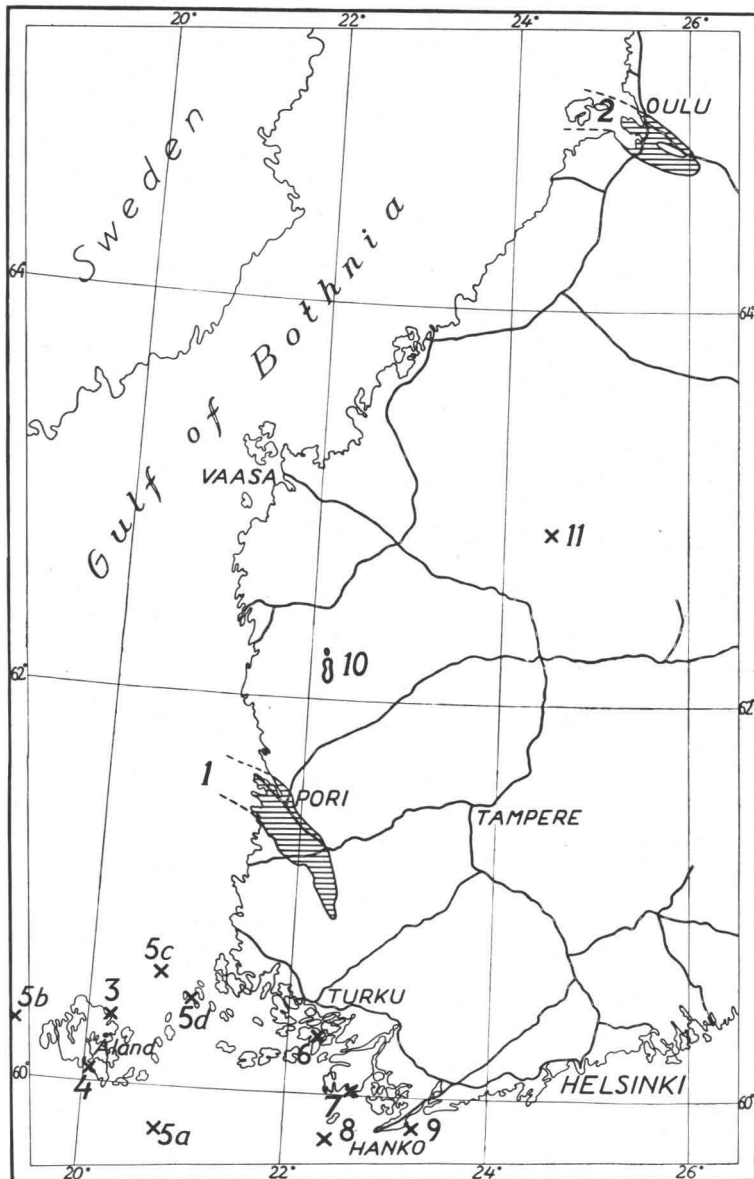 20° 22° 24° 26°
OULU
2
Sweden
Gulf of Bothnia
64° 64°
VAASA
11
10
62° 62°
1
PORI
TAMPERE
5c
5b
3
5d
TURKU
6
Åland
4
60° 60°
7
HELSINKI
5a
8
9
HANKO
20° 22° 24° 26°